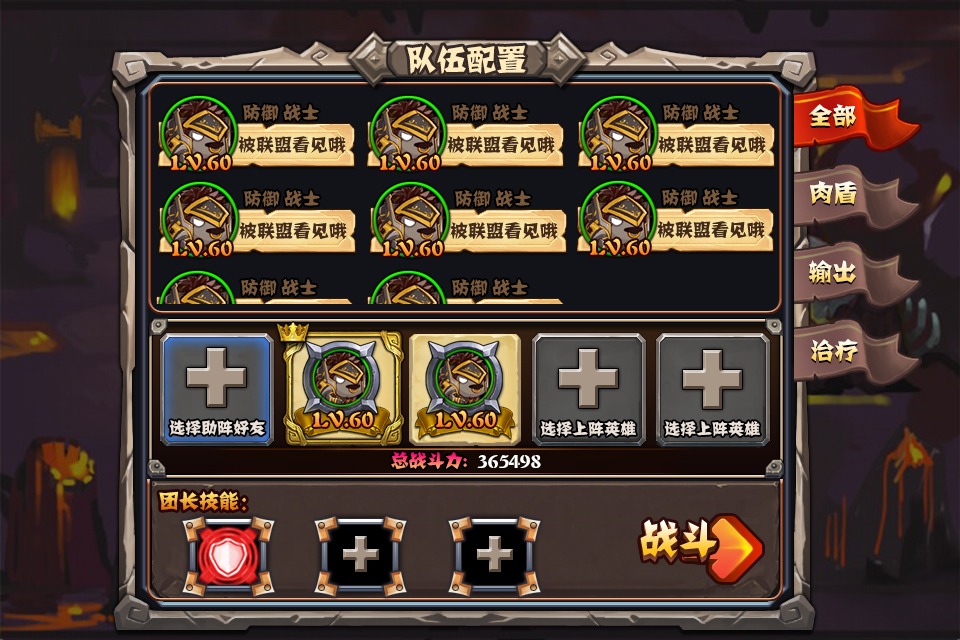 队伍配置
防御 战士 防御 战士 防御 战士
被联盟看见哦 被联盟看见哦 被联盟看见哦
LV.60 LV.60 LV.60
防御 战士 防御 战士 防御 战士
被联盟看见哦 被联盟看见哦 被联盟看见哦
LV.60 LV.60 LV.60
防御 战士 防御 战士
全部
肉盾
输出
治疗
LV.60 LV.60
选择助阵好友 选择上阵英雄 选择上阵英雄
总战斗力: 365498
团长技能:
战斗